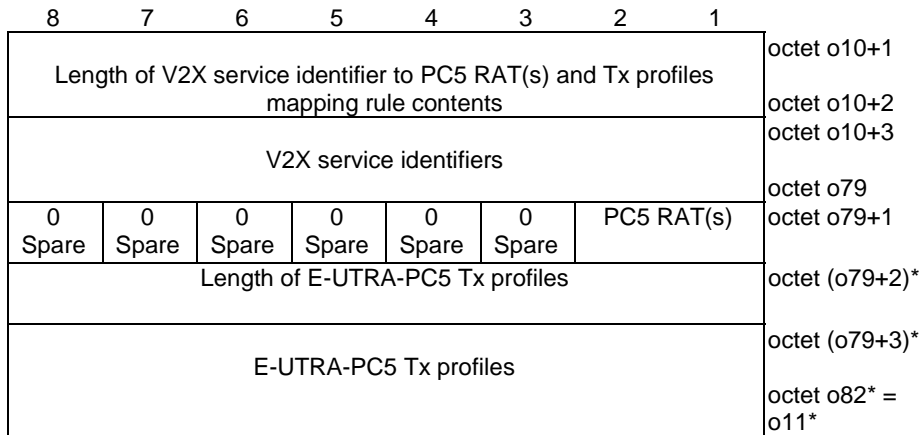 8 7 6 5 4 3 2 1
octet o10+1
Length of V2X service identifier to PC5 RAT(s) and Tx profiles
mapping rule contents
octet o10+2
octet o10+3
V2X service identifiers
octet o79
0 0 0 0 0 0 PC5 RAT(s) octet o79+1
Spare Spare Spare Spare Spare Spare
Length of E-UTRA-PC5 Tx profiles
octet (o79+2)*
octet (o79+3)*
E-UTRA-PC5 Tx profiles
octet o82* =
o11*